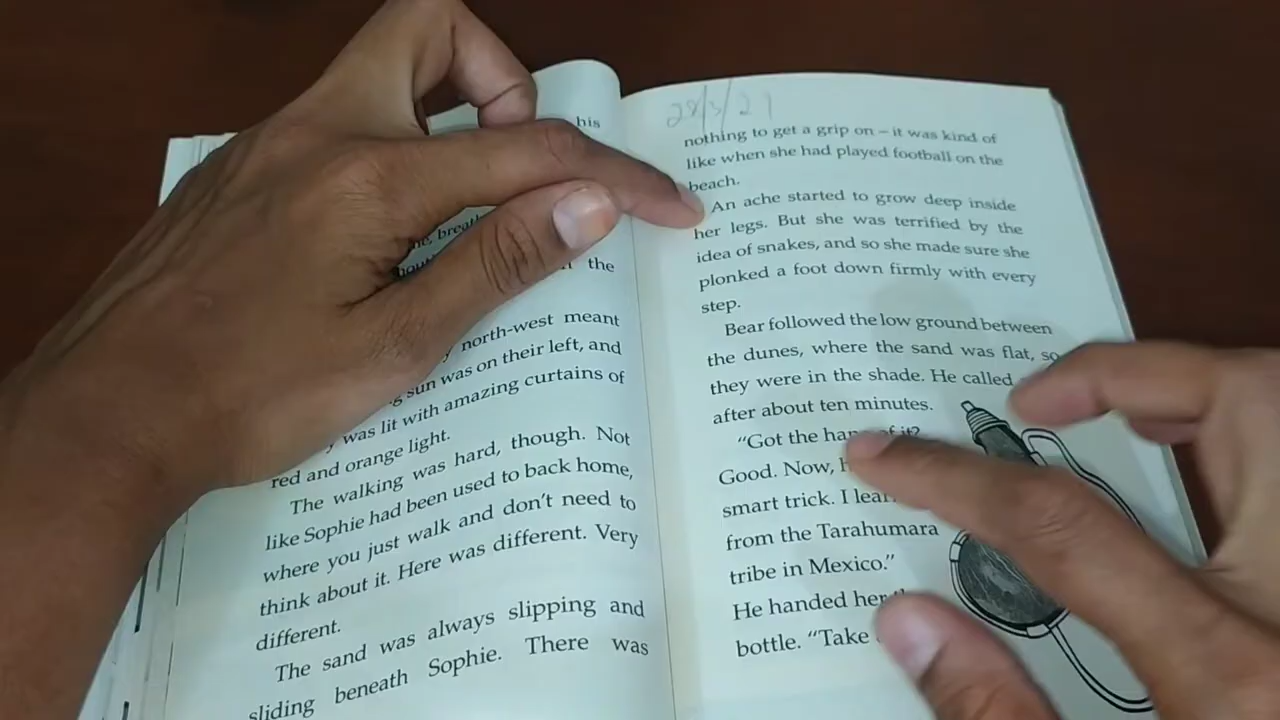 his
the
north-west meant
sun was on their left, and
was lit with amazing curtains of
red and orange light.
The walking was hard, though. Not
like Sophie had been used to back home,
where you just walk and don't need to
think about it. Here was different. Very
different.
The sand was always slipping and
sliding beneath Sophie. There was
28/3/21
nothing to get a grip on – it was kind of
like when she had played football on the
beach.
An ache started to grow deep inside
her legs. But she was terrified by the
idea of snakes, and so she made sure she
plonked a foot down firmly with every
step.
Bear followed the low ground between
the dunes, where the sand was flat, so
they were in the shade. He called
after about ten minutes.
"Got the hang of it?
Good. Now,
smart trick. I
from the Tarahumara
tribe in Mexico."
He handed her
bottle. "Take